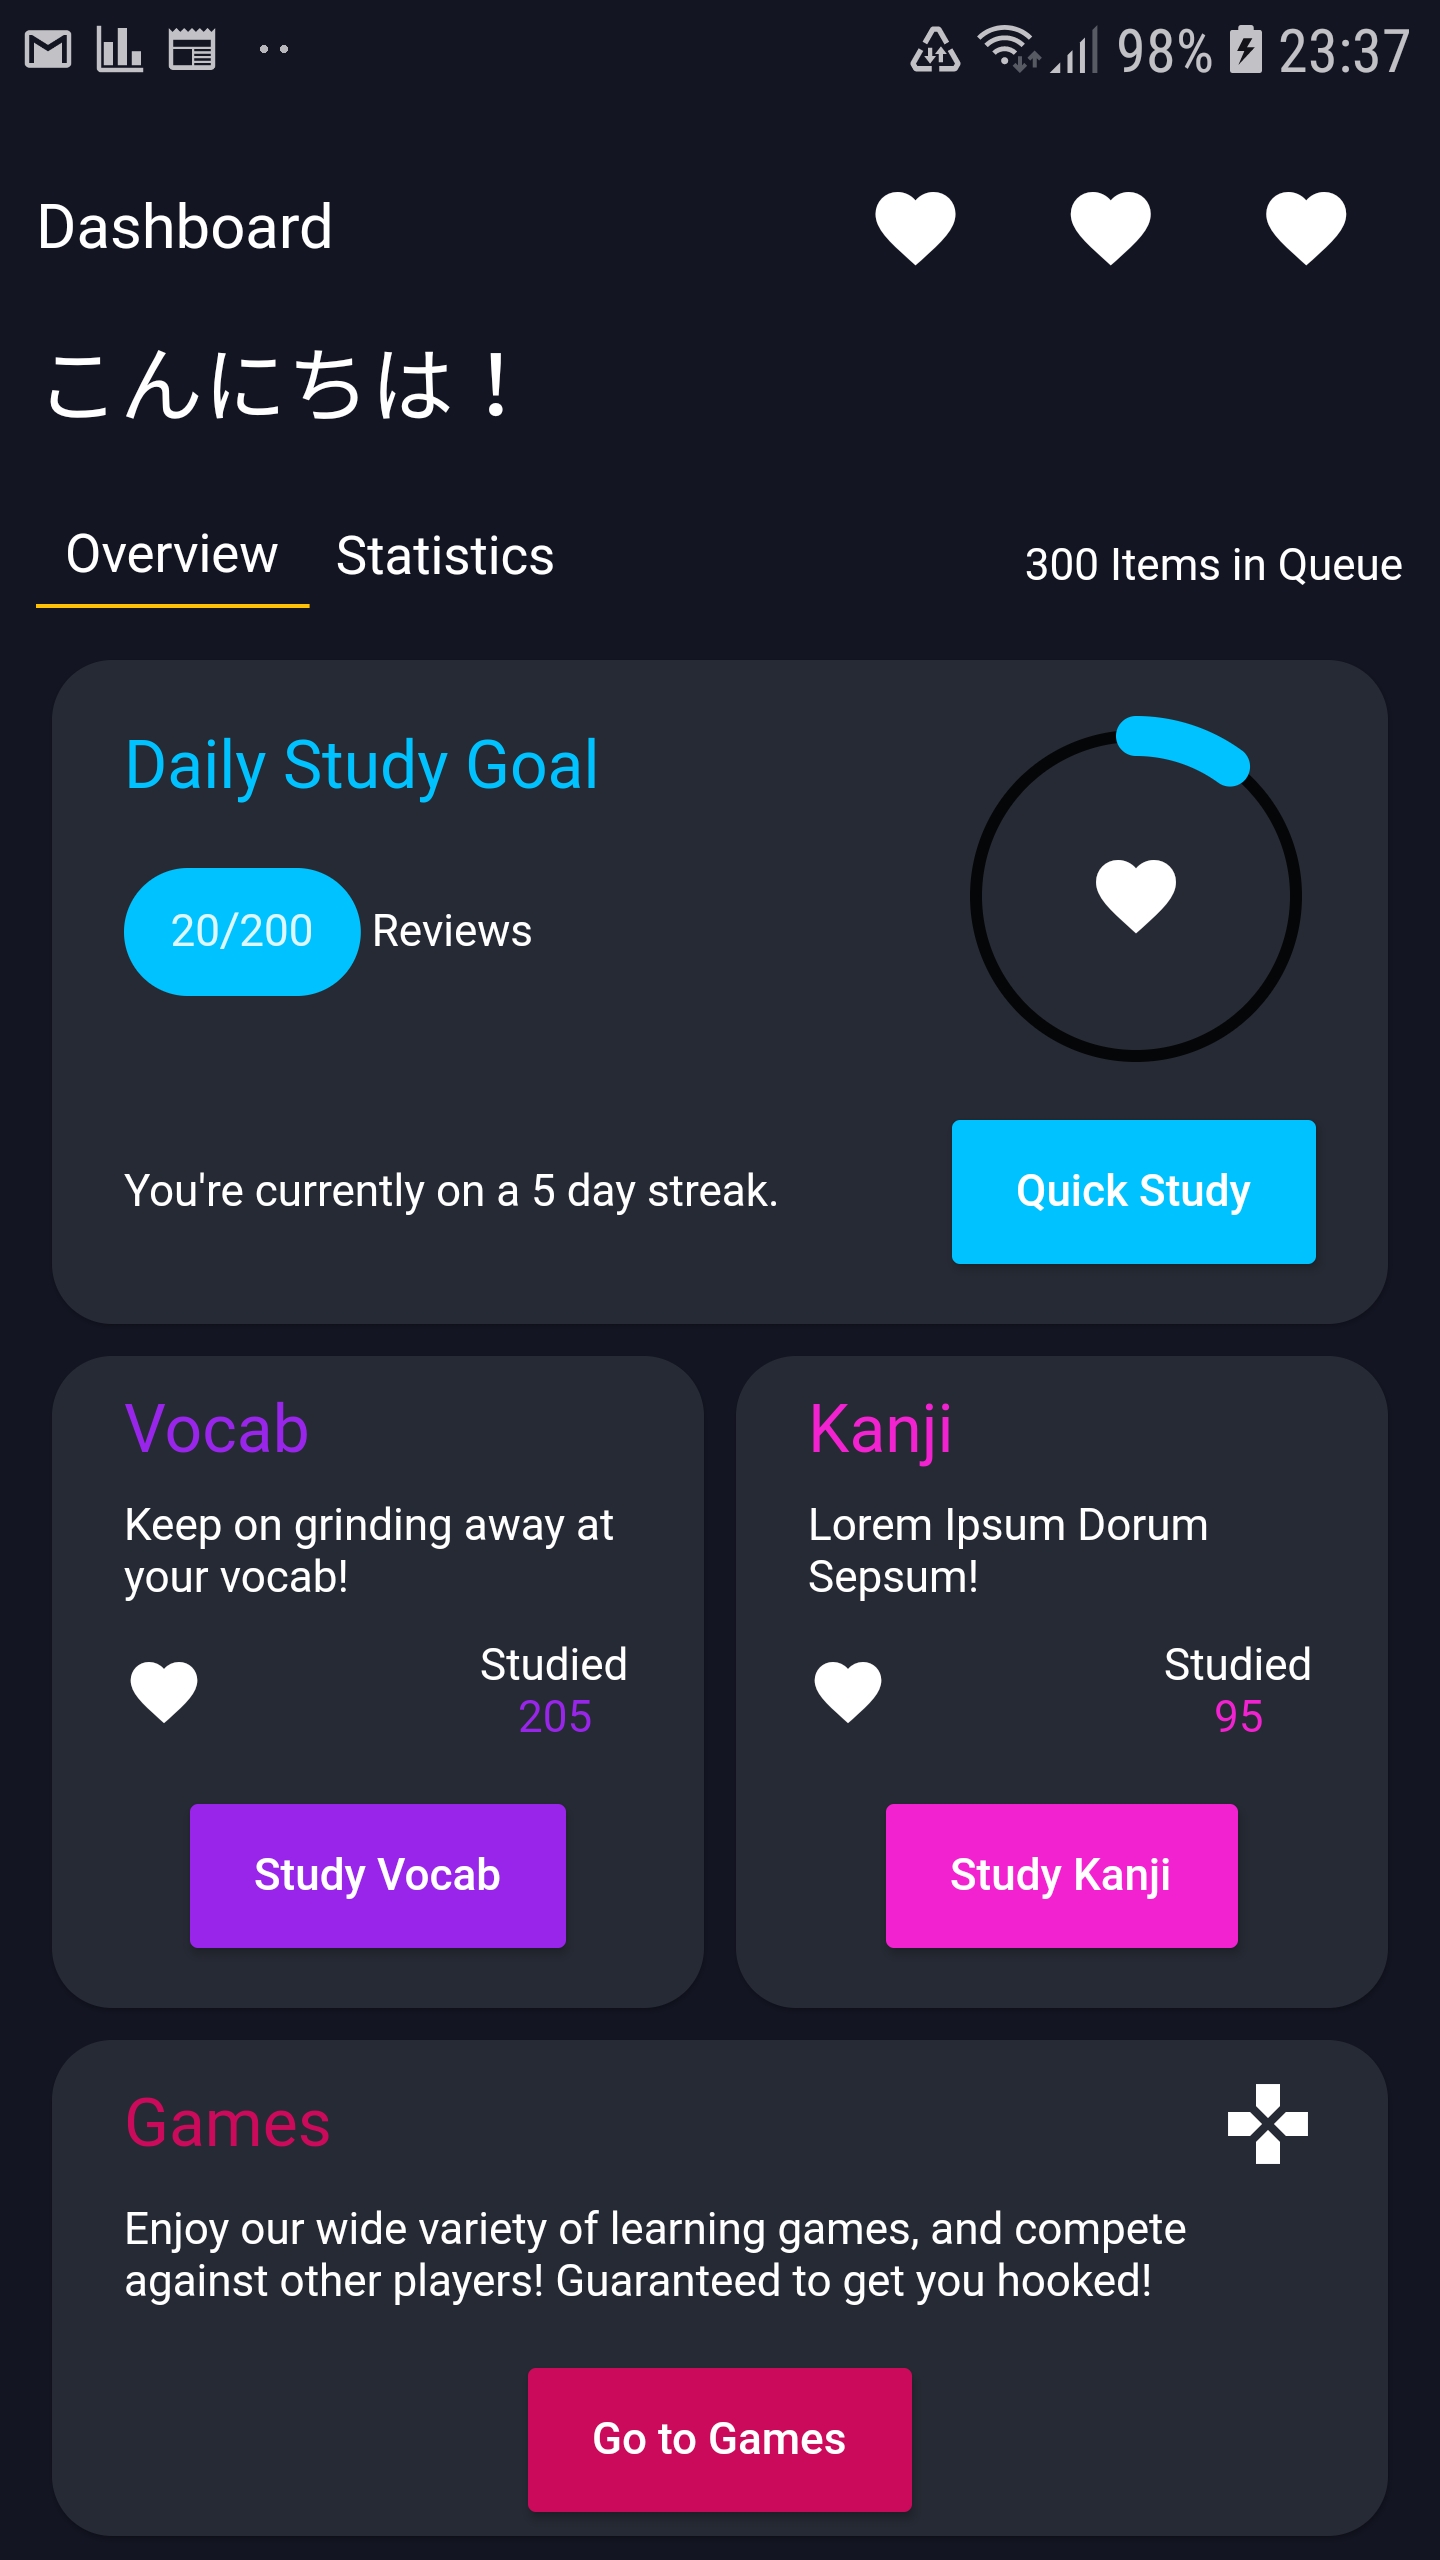 98% 23:37
Dashboard
こんにちは！
Overview Statistics 300 Items in Queue
Daily Study Goal
20/200 Reviews
You're currently on a 5 day streak.
Quick Study
Vocab
Keep on grinding away at
your vocab!
Studied
205
Study Vocab
Kanji
Lorem Ipsum Dorum
Sepsum!
Studied
95
Study Kanji
Games
Enjoy our wide variety of learning games, and compete
against other players! Guaranteed to get you hooked!
Go to Games